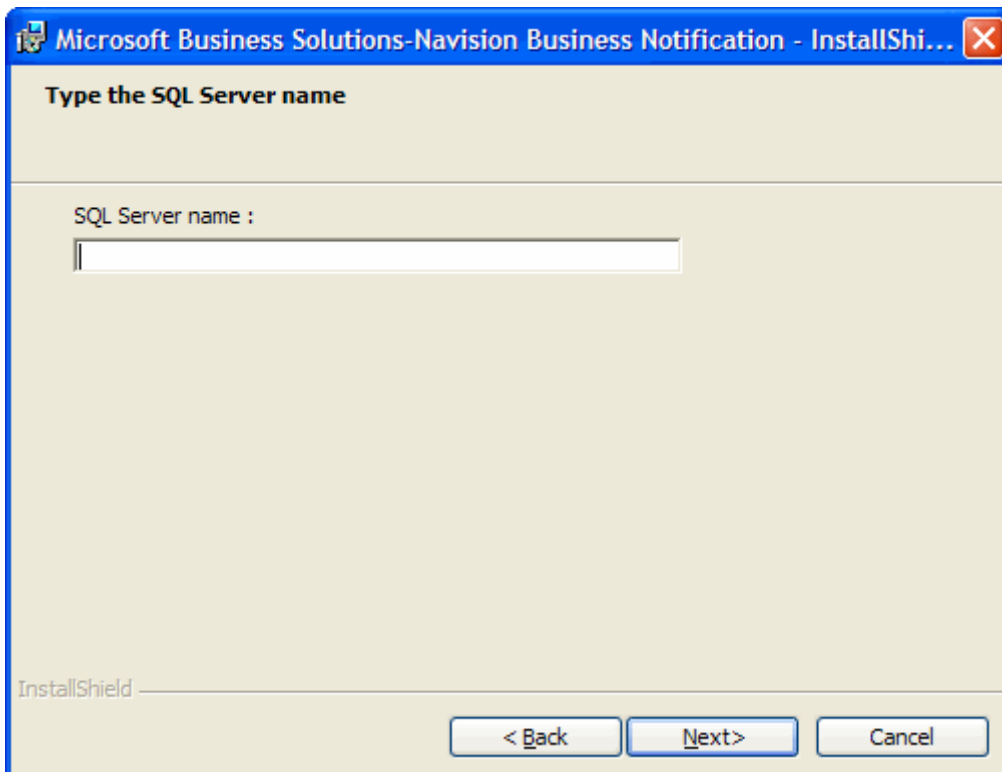 Microsoft Business Solutions-Navision Business Notification - InstallShi...
Type the SQL Server name
SQL Server name :
InstallShield
< Back Next> Cancel